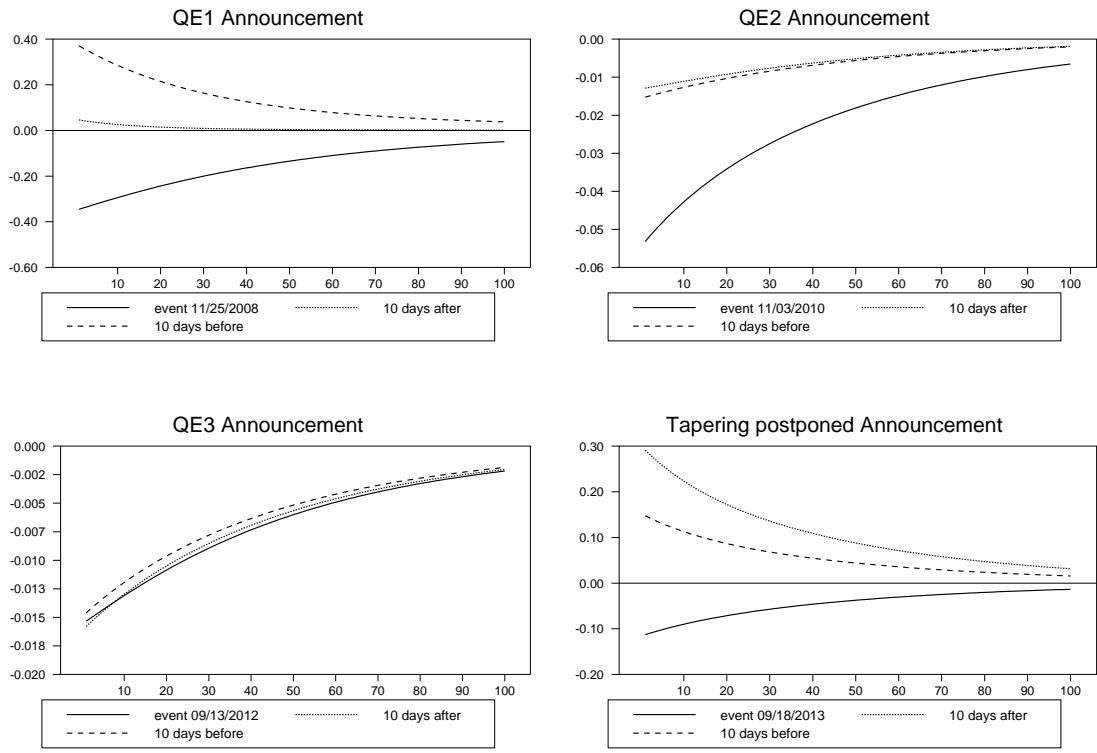 QE1 Announcement
0.40
0.20
0.00
-0.20
-0.40
-0.60
10 20 30 40 50 60 70 80 90 100
event 11/25/2008 10 days after
10 days before
QE2 Announcement
0.00
-0.01
-0.02
-0.03
-0.04
-0.05
-0.06
10 20 30 40 50 60 70 80 90 100
event 11/03/2010 10 days after
10 days before
QE3 Announcement
0.000
-0.002
-0.005
-0.007
-0.010
-0.013
-0.015
-0.018
-0.020
10 20 30 40 50 60 70 80 90 100
event 09/13/2012 10 days after
10 days before
Tapering postponed Announcement
0.30
0.20
0.10
0.00
-0.10
-0.20
10 20 30 40 50 60 70 80 90 100
event 09/18/2013 10 days after
10 days before